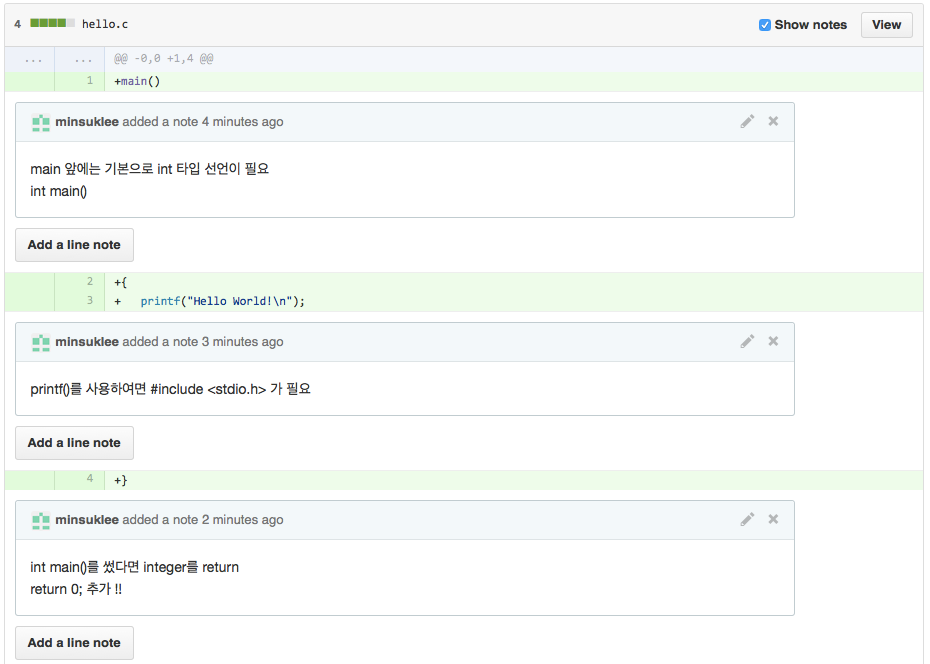 4 hello.c Show notes View
... ... @@ -0,0 +1,4 @@
1 +main()
minsuklee added a note 4 minutes ago
main 앞에는 기본으로 int 타입 선언이 필요
int main()
Add a line note
2 +{
3 +   printf("Hello World!\n");
minsuklee added a note 3 minutes ago
printf()를 사용하여면 #include <stdio.h> 가 필요
Add a line note
4 +}
minsuklee added a note 2 minutes ago
int main()를 썼다면 integer를 return
return 0; 추가 !!
Add a line note